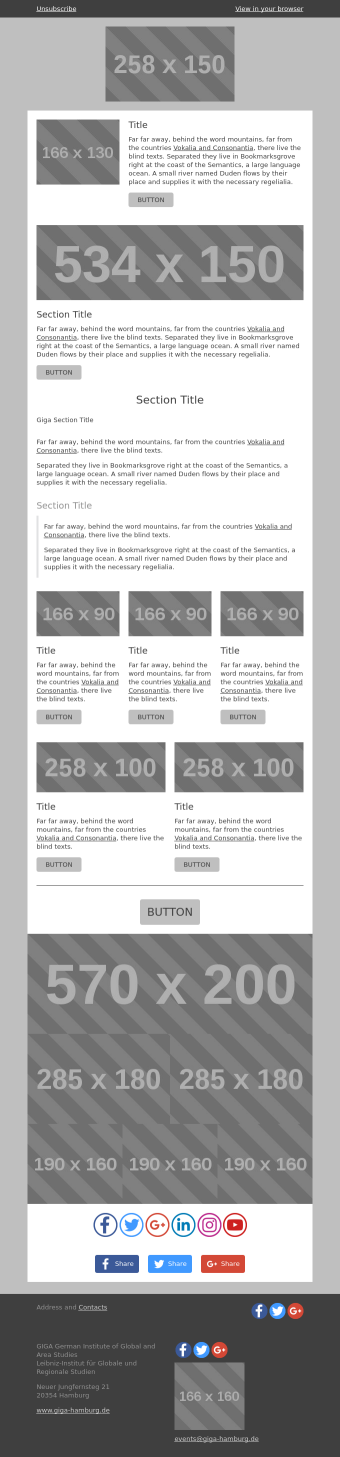 Unsubscribe
View in your browser
258 x 150
166 x 130
Title
Far far away, behind the word mountains, far from
the countries Vokalia and Consonantia, there live the
blind texts. Separated they live in Bookmarksgrove
right at the coast of the Semantics, a large language
ocean. A small river named Duden flows by their
place and supplies it with the necessary regelialia.
BUTTON
534 x 150
Section Title
Far far away, behind the word mountains, far from the countries Vokalia and
Consonantia, there live the blind texts. Separated they live in Bookmarksgrove
right at the coast of the Semantics, a large language ocean. A small river named
Duden flows by their place and supplies it with the necessary regelialia.
BUTTON
Section Title
Giga Section Title
Far far away, behind the word mountains, far from the countries Vokalia and
Consonantia, there live the blind texts.
Separated they live in Bookmarksgrove right at the coast of the Semantics, a
large language ocean. A small river named Duden flows by their place and
supplies it with the necessary regelialia.
Section Title
Far far away, behind the word mountains, far from the countries Vokalia and
Consonantia, there live the blind texts.
Separated they live in Bookmarksgrove right at the coast of the Semantics, a
large language ocean. A small river named Duden flows by their place and
supplies it with the necessary regelialia.
166 x 90
166 x 90
166 x 90
Title
Far far away, behind the
word mountains, far from
the countries Vokalia and
Consonantia, there live
the blind texts.
BUTTON
Title
Far far away, behind the
word mountains, far from
the countries Vokalia and
Consonantia, there live
the blind texts.
BUTTON
Title
Far far away, behind the
word mountains, far from
the countries Vokalia and
Consonantia, there live
the blind texts.
BUTTON
258 x 100
258 x 100
Title
Far far away, behind the word
mountains, far from the countries
Vokalia and Consonantia, there live the
blind texts.
BUTTON
Title
Far far away, behind the word
mountains, far from the countries
Vokalia and Consonantia, there live the
blind texts.
BUTTON
BUTTON
570 x 200
285 x 180
285 x 180
190 x 160
190 x 160
190 x 160
Share
Share
Share
Address and Contacts
GIGA German Institute of Global and
Area Studies
Leibniz-Institut für Globale und
Regionale Studien
Neuer Jungfernstieg 21
20354 Hamburg
www.giga-hamburg.de
166 x 160
events@giga-hamburg.de